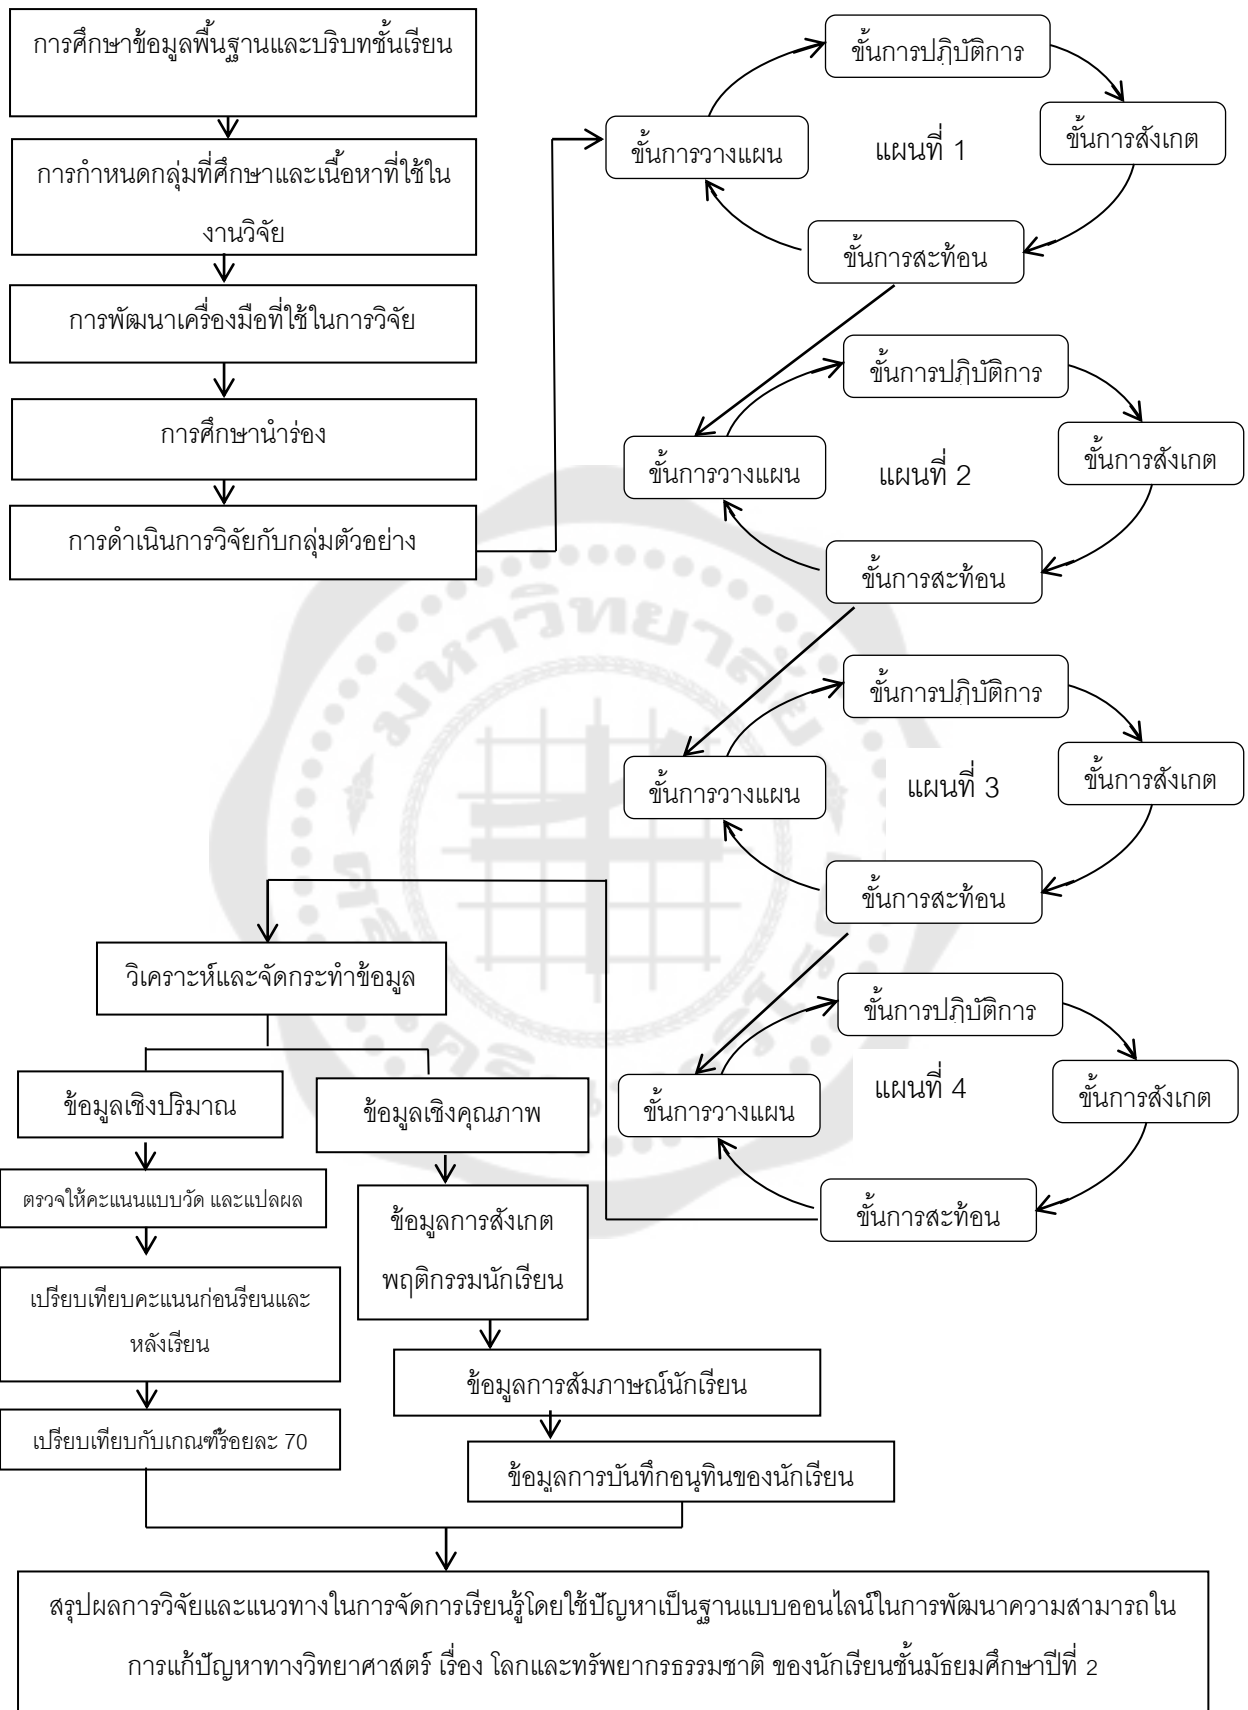 การศึกษาข้อมูลพื้นฐานและบริบทชั้นเรียน
การกำหนดกลุ่มที่ศึกษาและเนื้อหาที่ใช้ใน
งานวิจัย
การพัฒนาเครื่องมือที่ใช้ในการวิจัย
การศึกษานำร่อง
การดำเนินการวิจัยกับกลุ่มตัวอย่าง
ขั้นการปฏิบัติการ
ขั้นการวางแผน
แผนที่ 1
ขั้นการสังเกต
ขั้นการสะท้อน
ขั้นการปฏิบัติการ
ขั้นการวางแผน
แผนที่ 2
ขั้นการสังเกต
ขั้นการสะท้อน
ขั้นการปฏิบัติการ
ขั้นการวางแผน
แผนที่ 3
ขั้นการสังเกต
ขั้นการสะท้อน
ขั้นการปฏิบัติการ
ขั้นการวางแผน
แผนที่ 4
ขั้นการสังเกต
ขั้นการสะท้อน
วิเคราะห์และจัดกระทำข้อมูล
ข้อมูลเชิงปริมาณ
ตรวจให้คะแนนแบบวัด และแปลผล
เปรียบเทียบคะแนนก่อนเรียนและ
หลังเรียน
เปรียบเทียบกับเกณฑ์ร้อยละ 70
ข้อมูลเชิงคุณภาพ
ข้อมูลการสังเกต
พฤติกรรมนักเรียน
ข้อมูลการสัมภาษณ์นักเรียน
ข้อมูลการบันทึกอนุทินของนักเรียน
สรุปผลการวิจัยและแนวทางในการจัดการเรียนรู้โดยใช้ปัญหาเป็นฐานแบบออนไลน์ในการพัฒนาความสามารถใน
การแก้ปัญหาทางวิทยาศาสตร์ เรื่อง โลกและทรัพยากรธรรมชาติ ของนักเรียนชั้นมัธยมศึกษาปีที่ 2
มหาวิทยาลัย